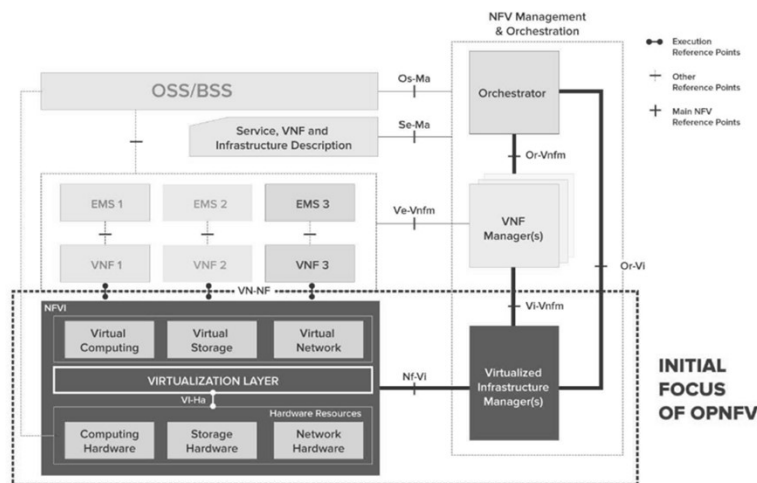 NFV Management
& Orchestration
Execution
Reference Points
Other
Reference Points
Main NFV
Reference Points
OSS/BSS
Os-Ma
Orchestrator
Service, VNF and
Infrastructure Description
Se-Ma
Or-Vnfm
EMS 1
EMS 2
EMS 3
Ve-Vnfm
VNF
Manager(s)
VNF 1
VNF 2
VNF 3
Or-Vi
VN-NF
Vi-Vnfm
NFVI
Virtual
Computing
Virtual
Storage
Virtual
Network
VIRTUALIZATION LAYER
Nf-Vi
Virtualized
Infrastructure
Manager(s)
VI-Ha
Hardware Resources
Computing
Hardware
Storage
Hardware
Network
Hardware
INITIAL
FOCUS
OF OPNFV